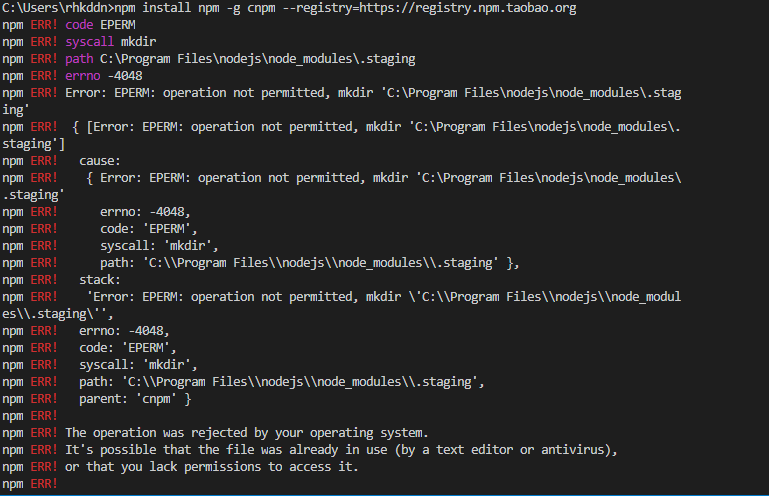 C:\Users\rhkddn>npm install npm -g cnpm --registry=https://registry.npm.taobao.org
npm ERR! code EPERM
npm ERR! syscall mkdir
npm ERR! path C:\Program Files\nodejs\node_modules\.staging
npm ERR! errno -4048
npm ERR! Error: EPERM: operation not permitted, mkdir 'C:\Program Files\nodejs\node_modules\.stag
ing'
npm ERR!  { [Error: EPERM: operation not permitted, mkdir 'C:\Program Files\nodejs\node_modules\.
staging']
npm ERR!   cause:
npm ERR!    { Error: EPERM: operation not permitted, mkdir 'C:\Program Files\nodejs\node_modules\
.staging'
npm ERR!      errno: -4048,
npm ERR!      code: 'EPERM',
npm ERR!      syscall: 'mkdir',
npm ERR!      path: 'C:\\Program Files\\nodejs\\node_modules\\.staging' },
npm ERR!   stack:
npm ERR!    'Error: EPERM: operation not permitted, mkdir \'C:\\Program Files\\nodejs\\node_modul
es\\.staging\'',
npm ERR!   errno: -4048,
npm ERR!   code: 'EPERM',
npm ERR!   syscall: 'mkdir',
npm ERR!   path: 'C:\\Program Files\\nodejs\\node_modules\\.staging',
npm ERR!   parent: 'cnpm' }
npm ERR!
npm ERR! The operation was rejected by your operating system.
npm ERR! It's possible that the file was already in use (by a text editor or antivirus),
npm ERR! or that you lack permissions to access it.
npm ERR!